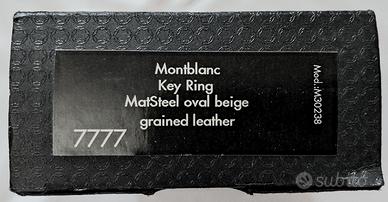 Montblanc
Key Ring
MatSteel oval beige
grained leather
7777
Mod.:M30238
subito